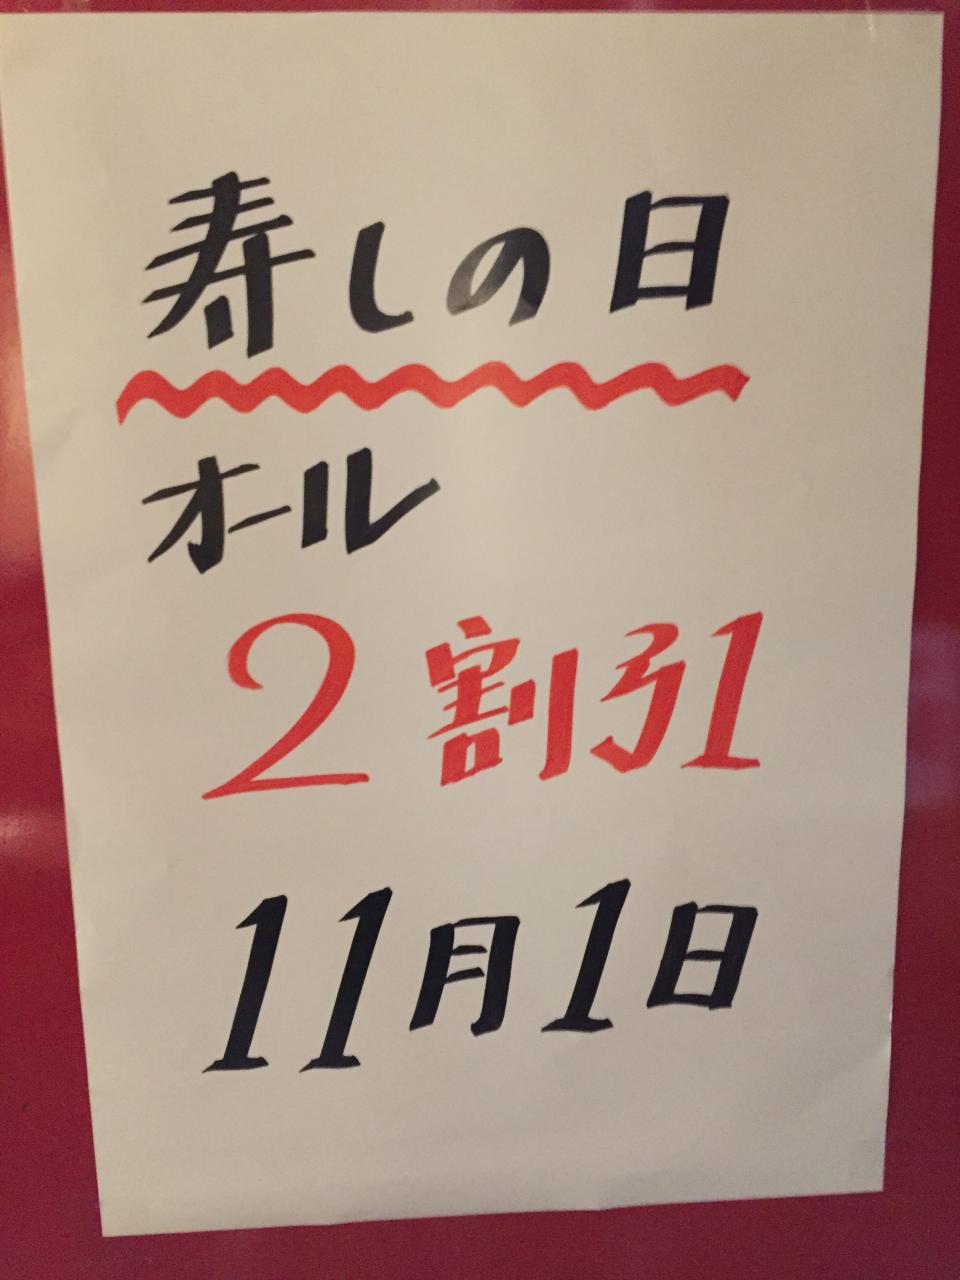 寿しの日
オール
2割引
11月1日